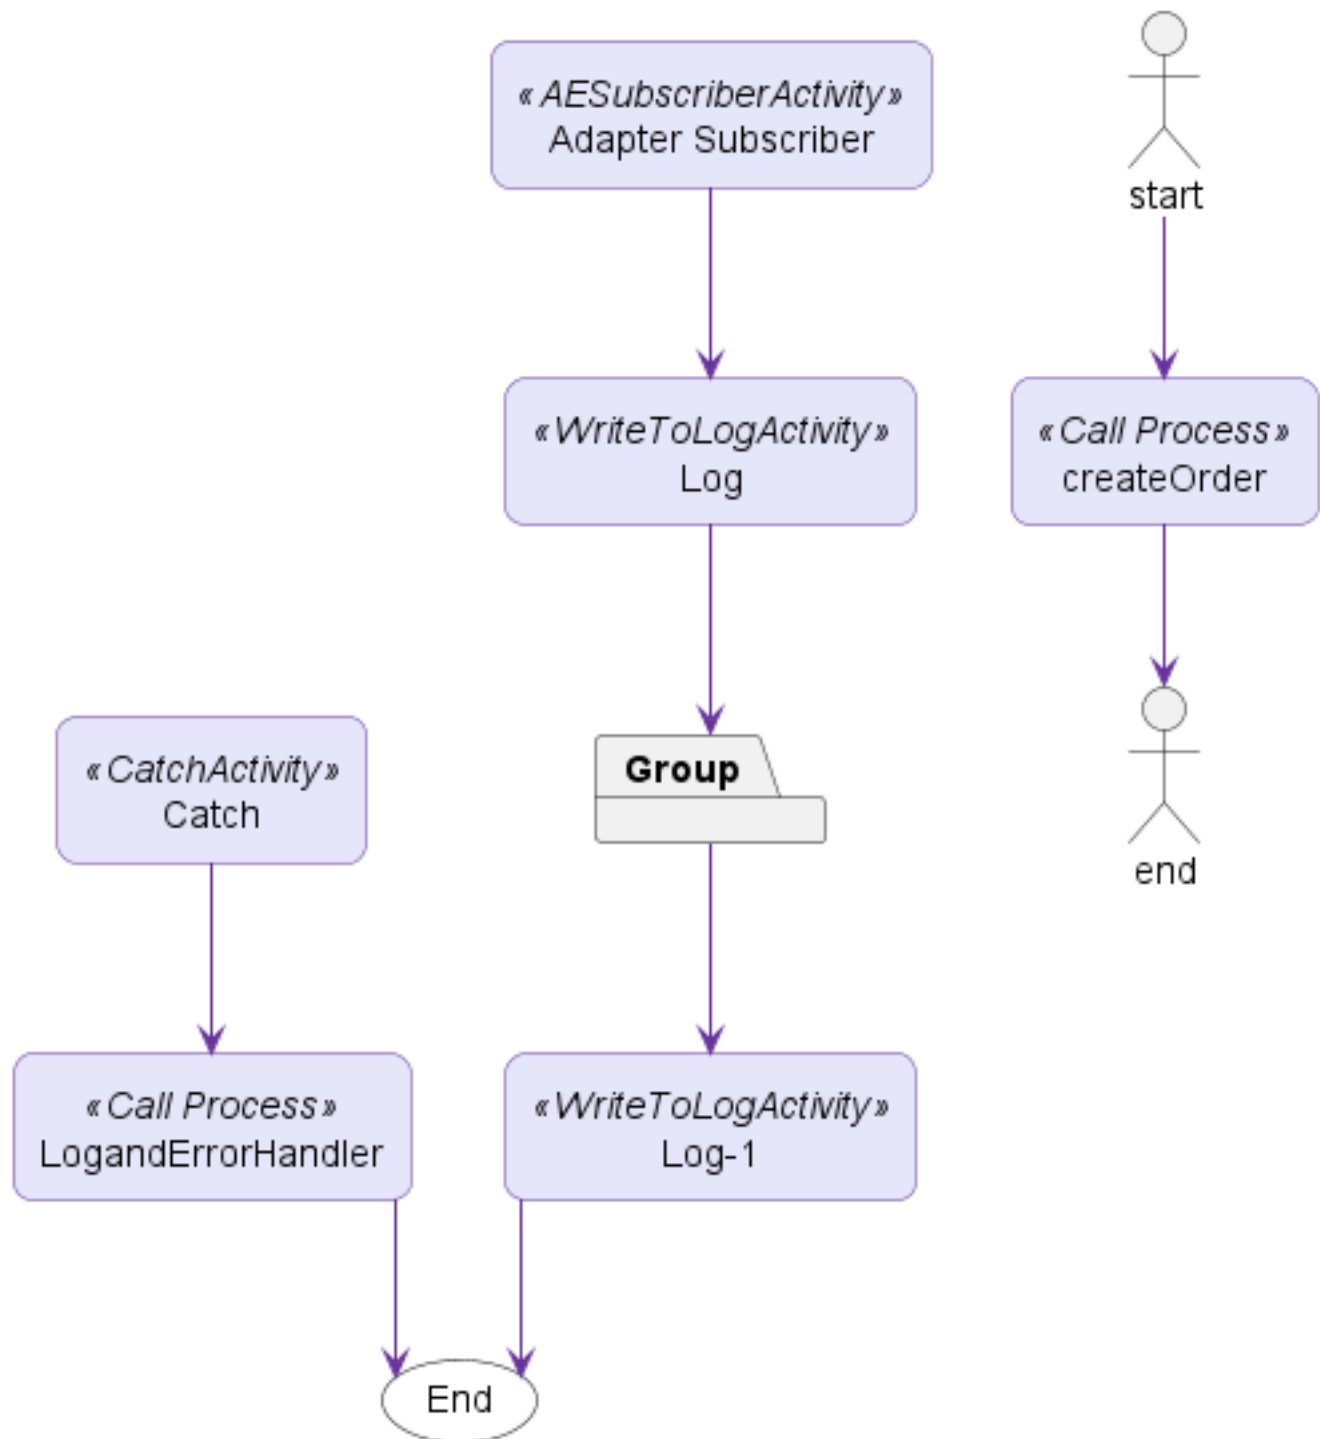 «AESubscriberActivity»
Adapter Subscriber
start
«WriteToLogActivity»
Log
«Call Process»
createOrder
«CatchActivity»
Catch
Group
end
«Call Process»
LogandErrorHandler
«WriteToLogActivity»
Log-1
End